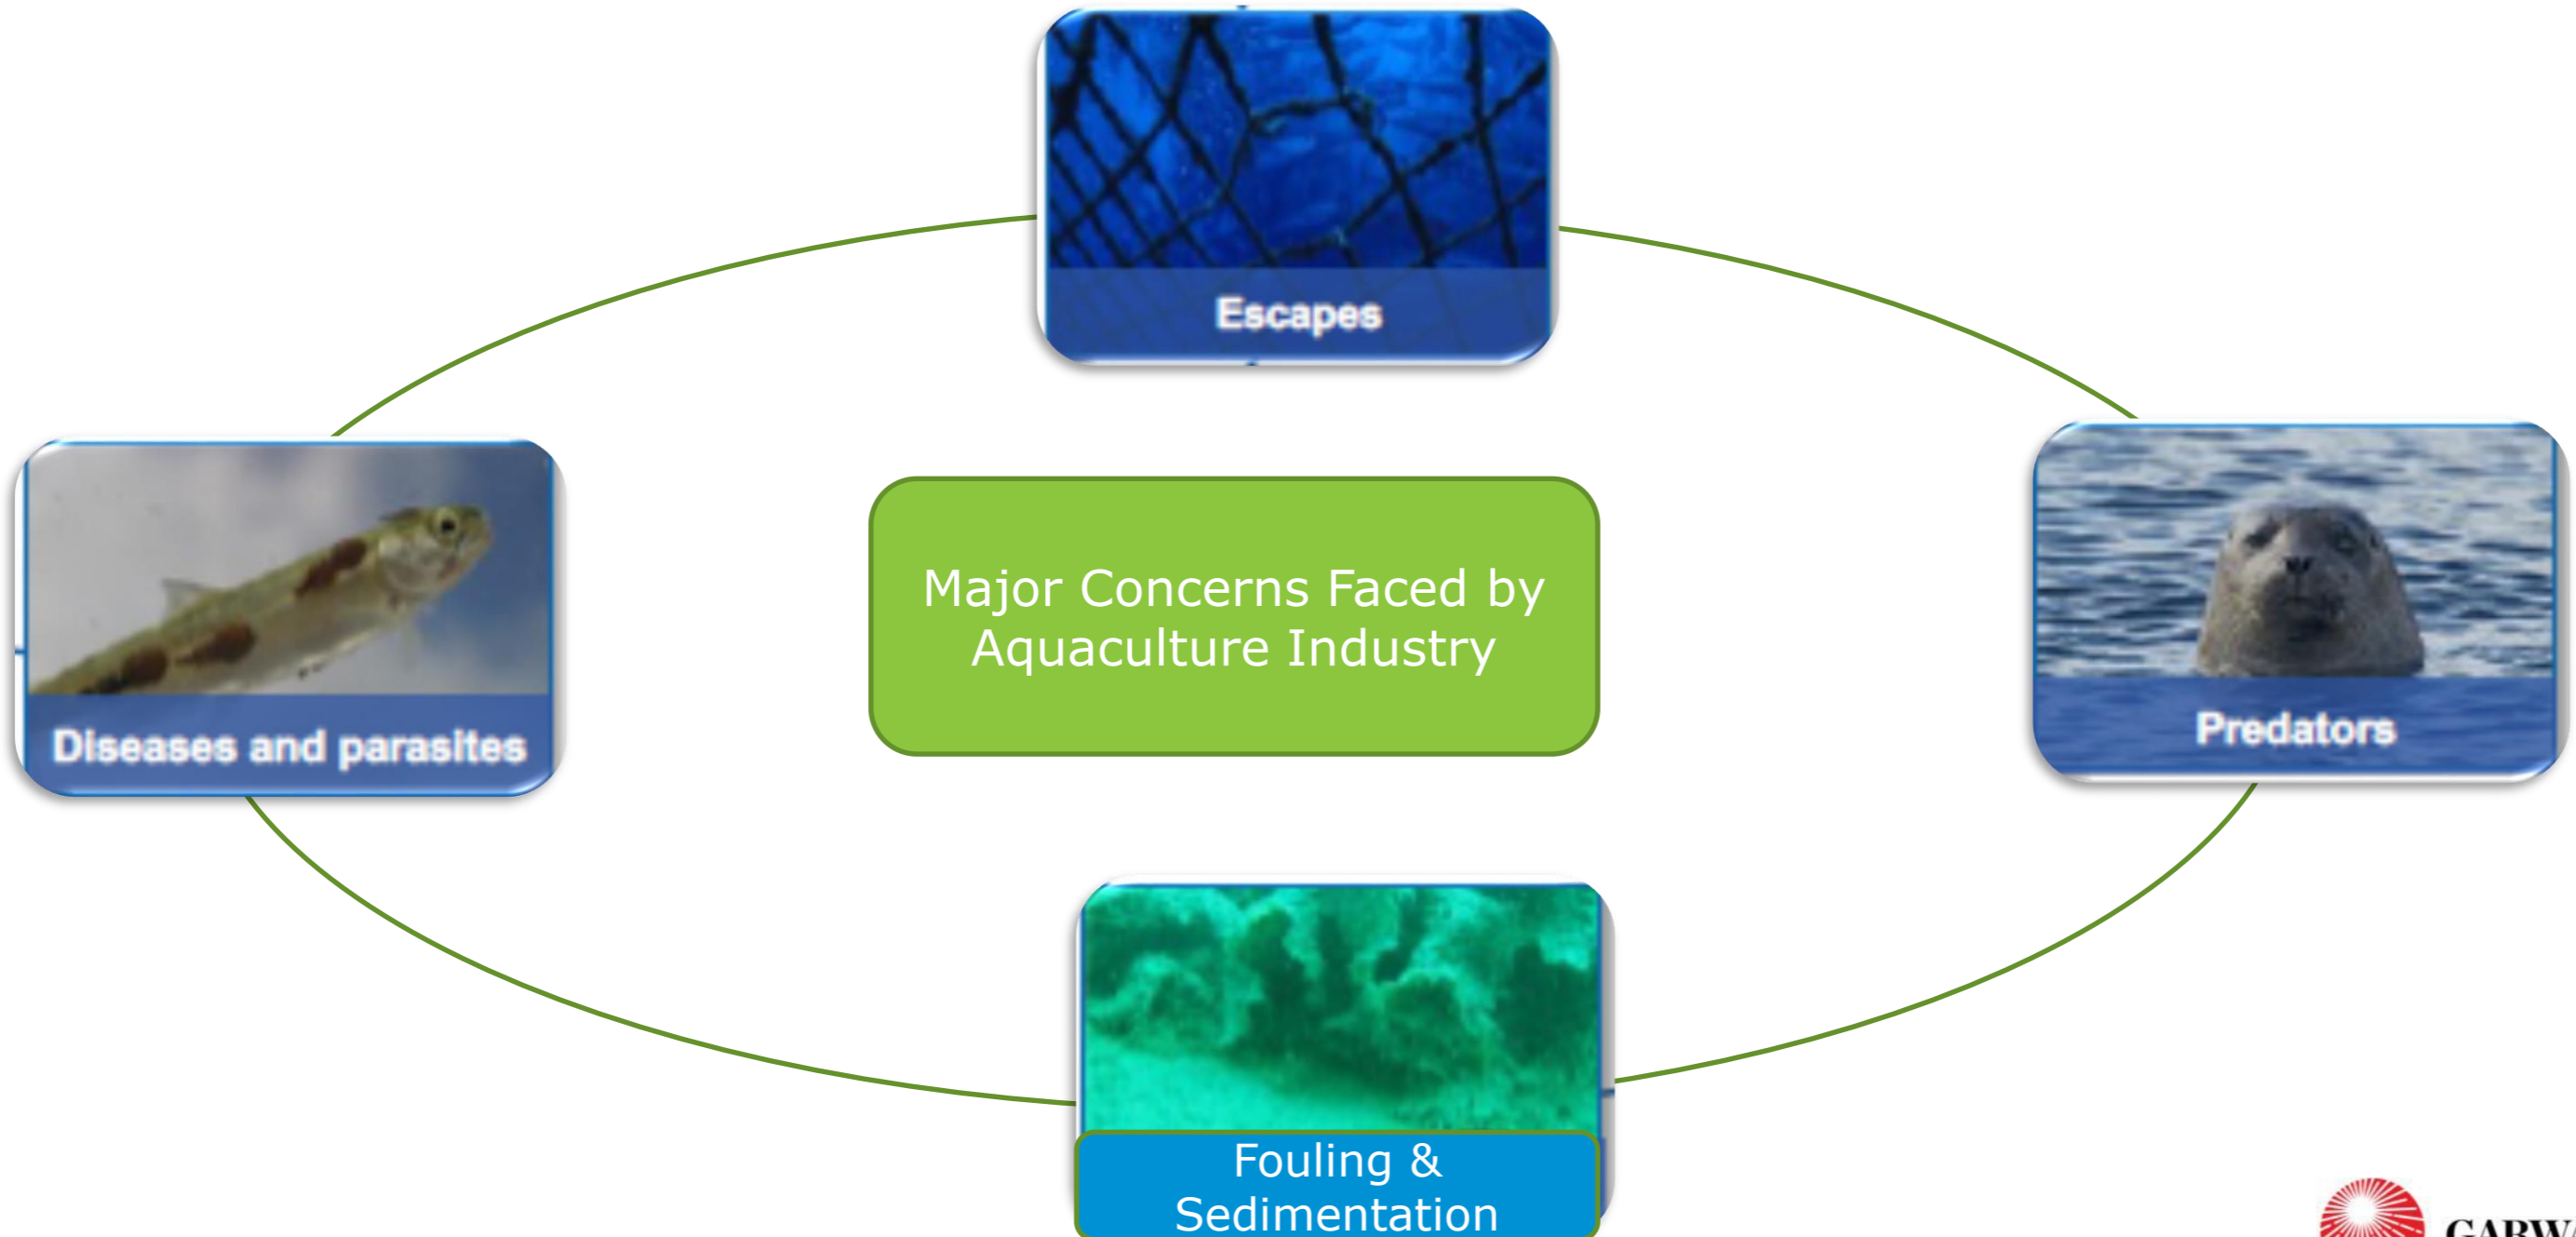 Escapes
Major Concerns Faced by
Aquaculture Industry
Diseases and parasites
Predators
Fouling &
Sedimentation